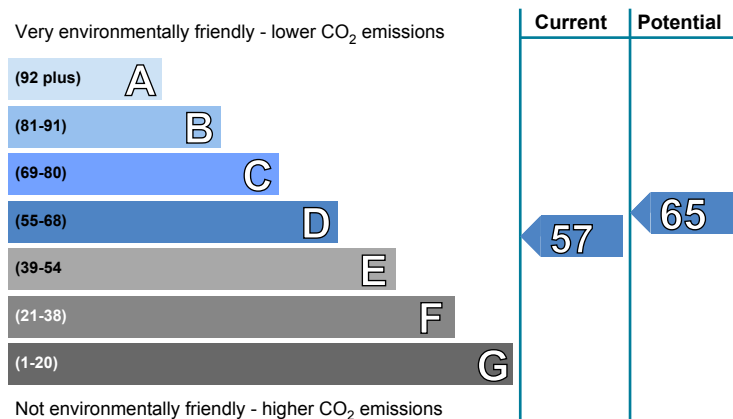 Very environmentally friendly - lower CO₂ emissions
Current
Potential
(92 plus) A
(81-91) B
(69-80) C
(55-68) D
(39-54 E
(21-38) F
(1-20) G
57
65
Not environmentally friendly - higher CO₂ emissions